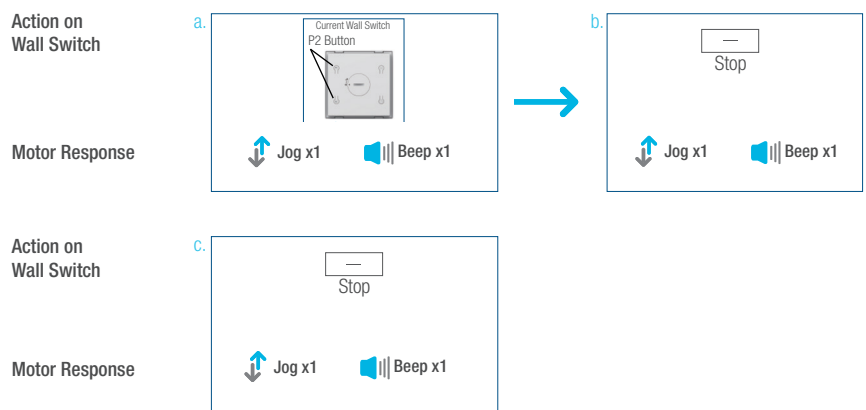 Action on
Wall Switch
a.
Current Wall Switch
P2 Button
b.
Stop
Motor Response
Jog x1
Beep x1
Jog x1
Beep x1
Action on
Wall Switch
c.
Stop
Motor Response
Jog x1
Beep x1